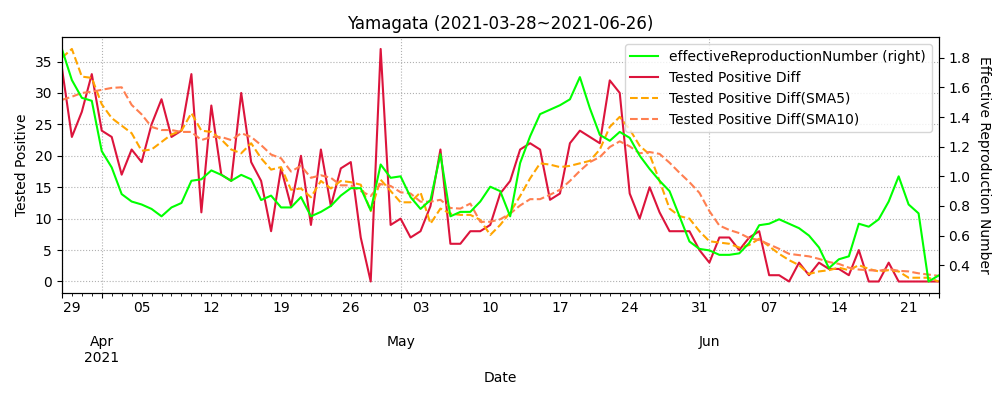 Yamagata (2021-03-28~2021-06-26)
effectiveReproductionNumber (right)
Tested Positive Diff
Tested Positive Diff(SMA5)
Tested Positive Diff(SMA10)
Tested Positive
35
30
25
20
15
10
5
0
1.8
1.6
1.4
1.2
1.0
0.8
0.6
0.4
Effective Reproduction Number
29 05 12 19 26 03 10 17 24 31 07 14 21
Apr May Jun
2021
Date